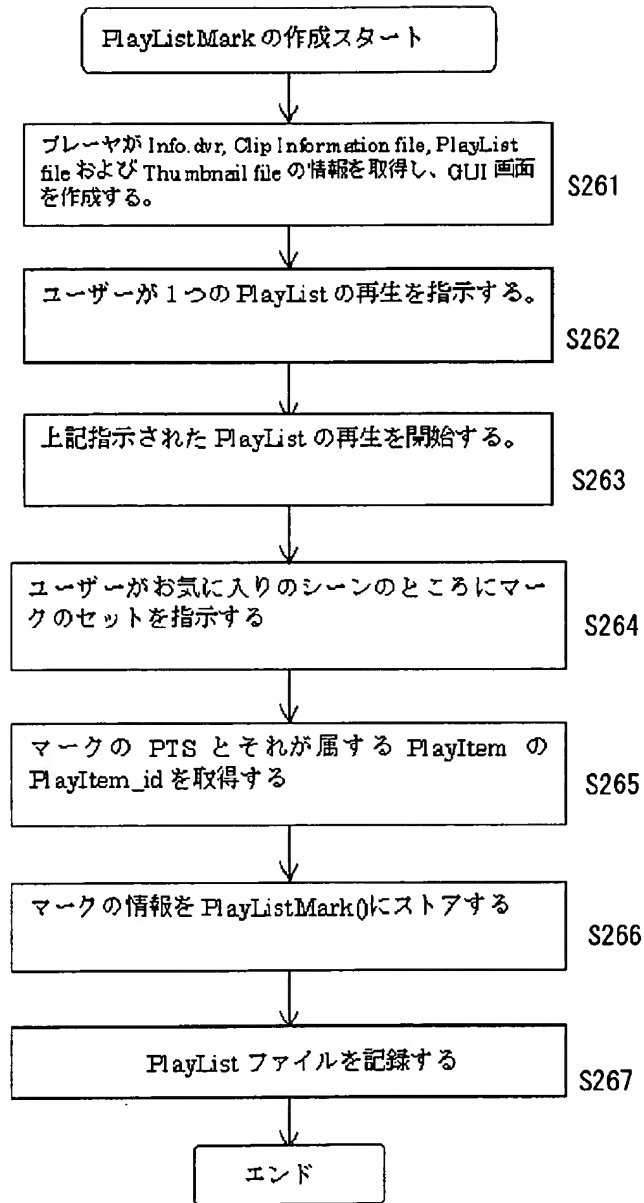 PlayListMark の作成スタート
プレーヤが Info.dvr, Clip Information file, PlayList
file および Thumbnail file の情報を取得し、GUI 画面
を作成する。
S261
ユーザーが 1 つの PlayList の再生を指示する。
S262
上記指示された PlayList の再生を開始する。
S263
ユーザーがお気に入りのシーンのところにマー
クのセットを指示する
S264
マークの PTS とそれが属する PlayItem の
PlayItem_id を取得する
S265
マークの情報を PlayListMark()にストアする
S266
PlayList ファイルを記録する
S267
エンド